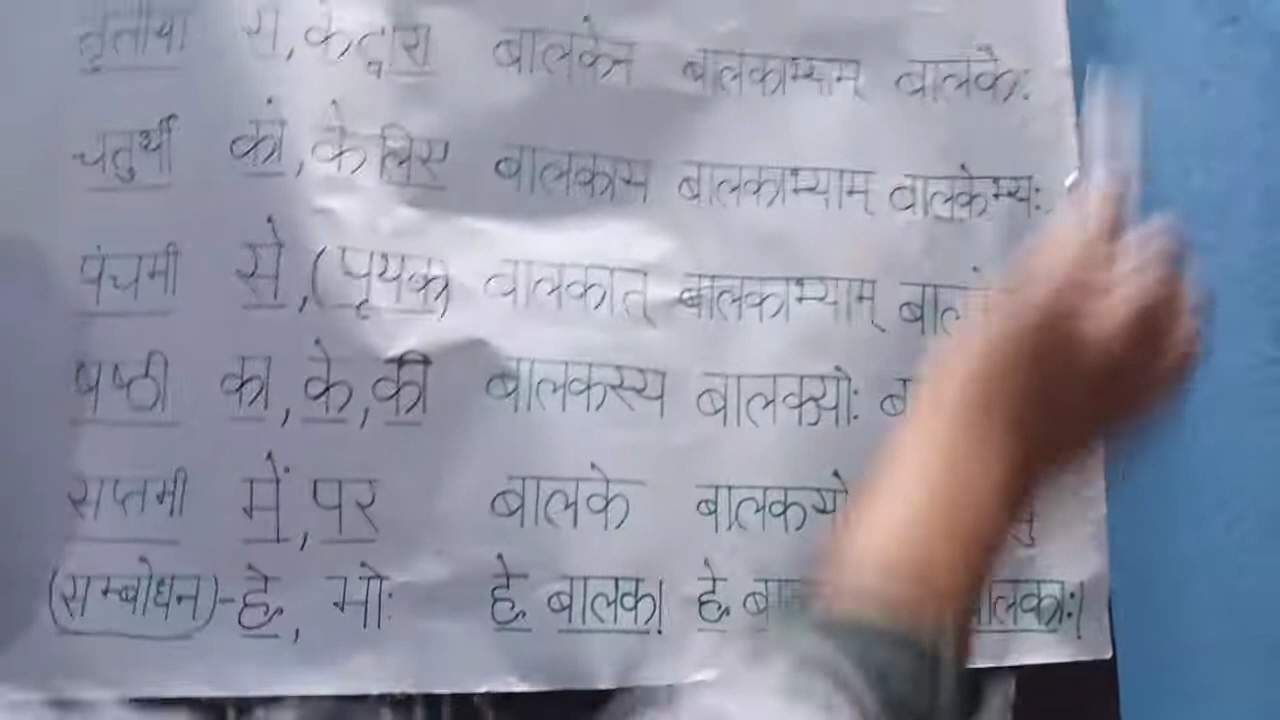 तृतीया से, के द्वारा बालकेन बालकाभ्याम् बालकैः
चतुर्थी को, के लिए बालकाय बालकाभ्याम् बालकेभ्यः
पंचमी से, (पृथक) बालकात् बालकाभ्याम्
षष्ठी का, के, की बालकस्य बालकयोः
सप्तमी में, पर बालके
(सम्बोधन)- हे, भोः हे बालक! हे